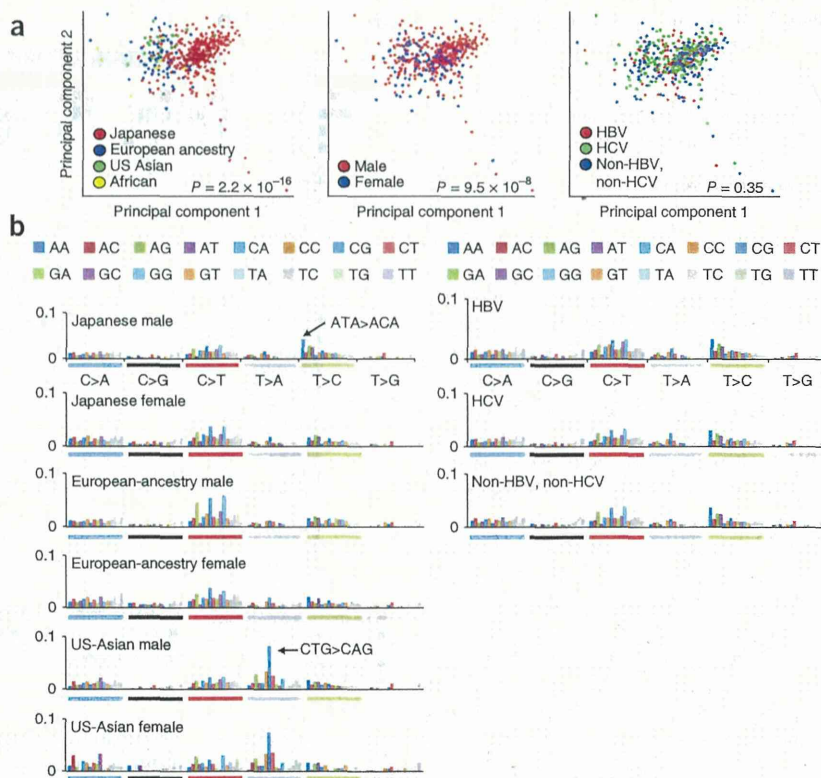 a
Principal component 2
Japanese
European ancestry
US Asian
African
P = 2.2 × 10−16
Principal component 1
Male
Female
P = 9.5 × 10−8
Principal component 1
HBV
HCV
Non-HBV,
non-HCV
P = 0.35
Principal component 1
b
AA AC AG AT CA CC CG CT
GA GC GG GT TA TC TG TT
AA AC AG AT CA CC CG CT
GA GC GG GT TA TC TG TT
0.1
Japanese male
ATA>ACA
0
C>A C>G C>T T>A T>C T>G
0.1
Japanese female
0
0.1
European-ancestry male
0
0.1
European-ancestry female
0
0.1
US-Asian male
CTG>CAG
0
0.1
US-Asian female
0
0.1
HBV
0
C>A C>G C>T T>A T>C T>G
0.1
HCV
0
0.1
Non-HBV, non-HCV
0